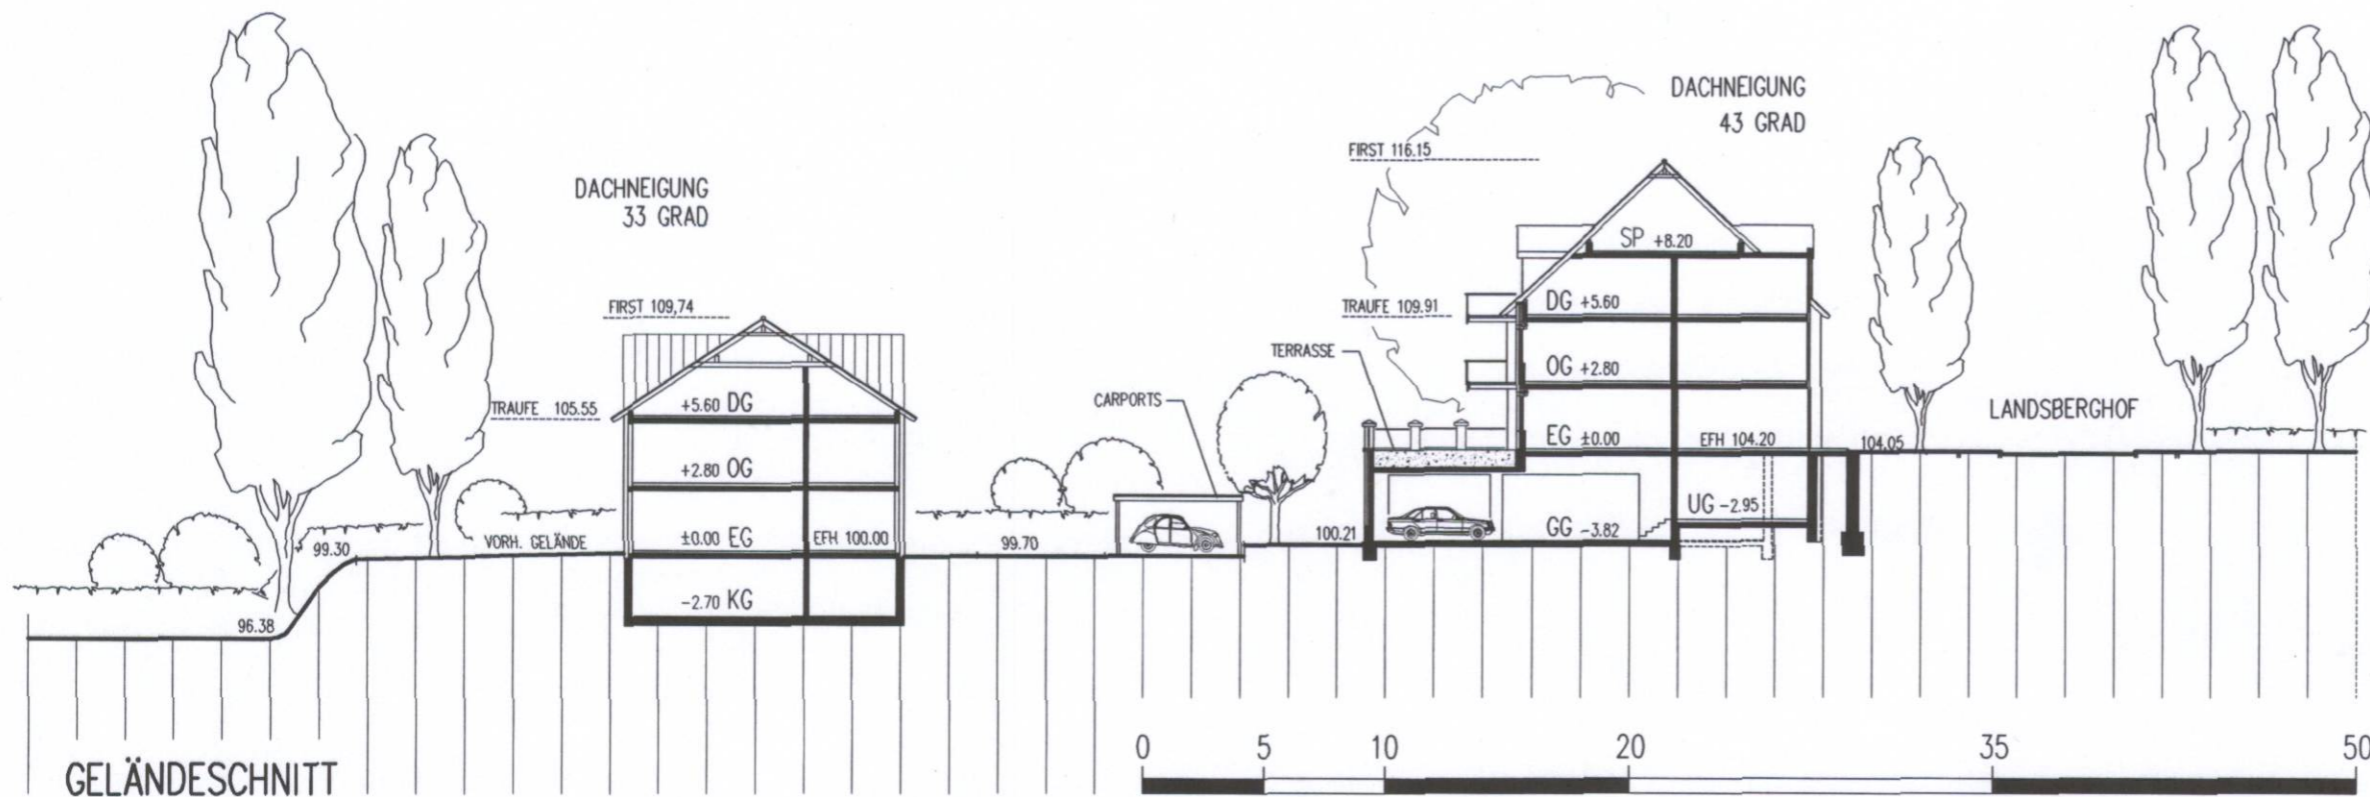 DACHNEIGUNG
33 GRAD
FIRST 109,74
TRAUFE 105.55
+5.60 DG
+2.80 OG
±0.00 EG
EFH 100.00
-2.70 KG
VORH. GELÄNDE
99.30
96.38
99.70
CARPORTS
DACHNEIGUNG
43 GRAD
FIRST 116.15
TRAUFE 109.91
TERRASSE
SP +8.20
DG +5.60
OG +2.80
EG ±0.00
EFH 104.20
104.05
UG -2.95
GG -3.82
100.21
LANDSBERGHOF
GELÄNDESCHNITT
0 5 10 20 35 50